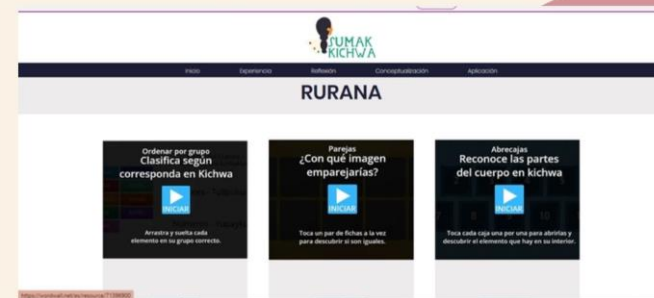 SUMAK
KICHWA
Inicio Experiencia Reflexión Conceptualización Aplicación
RURANA
Ordenar por grupo
Clasifica según
corresponda en Kichwa
INICIAR
Arrastra y suelta cada
elemento en su grupo correcto.
Parejas
¿Con qué imagen
emparejarías?
INICIAR
Toca un par de fichas a la vez
para descubrir si son iguales.
Abrecajas
Reconoce las partes
del cuerpo en kichwa
INICIAR
Toca cada caja una por una para abrirlas y
descubrir el elemento que hay en su interior.